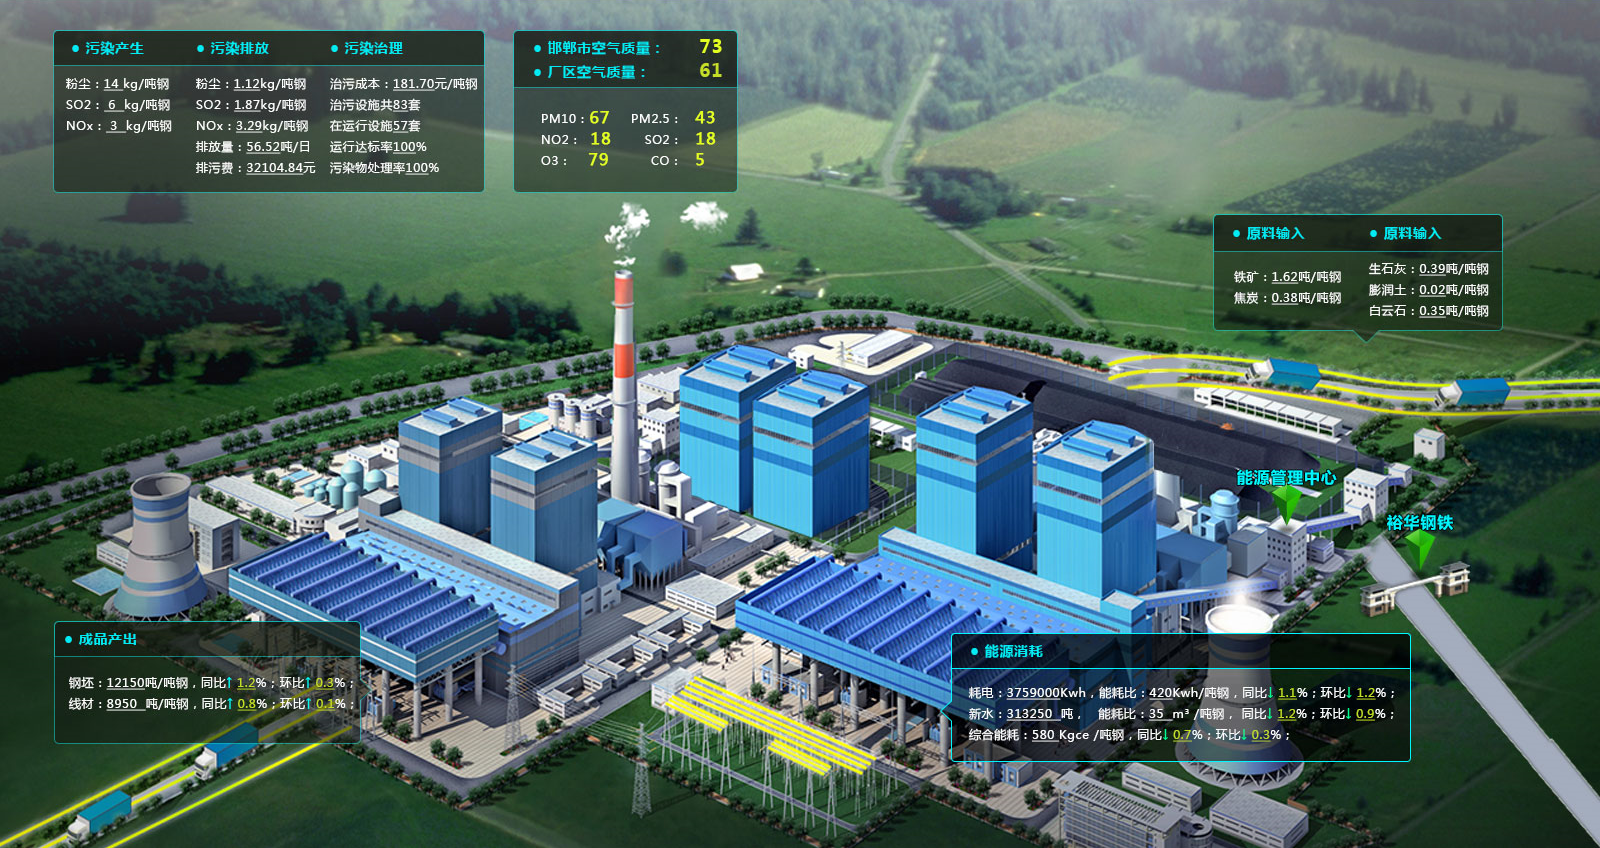 污染产生 污染排放 污染治理
粉尘：14 kg/吨钢 粉尘：1.12kg/吨钢 治污成本：181.70元/吨钢
SO2： 6 kg/吨钢 SO2：1.87kg/吨钢 治污设施共83套
NOx： 3 kg/吨钢 NOx：3.29kg/吨钢 在运行设施57套
排放量：56.52吨/日 运行达标率100%
排污费：32104.84元 污染物处理率100%
邯郸市空气质量： 73
厂区空气质量： 61
PM10：67 PM2.5： 43
NO2： 18 SO2： 18
O3： 79 CO： 5
原料输入 原料输入
铁矿：1.62吨/吨钢 生石灰：0.39吨/吨钢
焦炭：0.38吨/吨钢 膨润土：0.02吨/吨钢
白云石：0.35吨/吨钢
能源管理中心
裕华钢铁
成品产出
钢坯：12150吨/吨钢，同比↑ 1.2%；环比↑ 0.3%；
线材：8950 吨/吨钢，同比↑ 0.8%；环比↑ 0.1%；
能源消耗
耗电：3759000Kwh，能耗比：420Kwh/吨钢，同比↓ 1.1%；环比↓ 1.2%；
新水：313250 吨， 能耗比：35 m³ /吨钢， 同比↓ 1.2%；环比↓ 0.9%；
综合能耗：580 Kgce /吨钢，同比↓ 0.7%；环比↓ 0.3%；